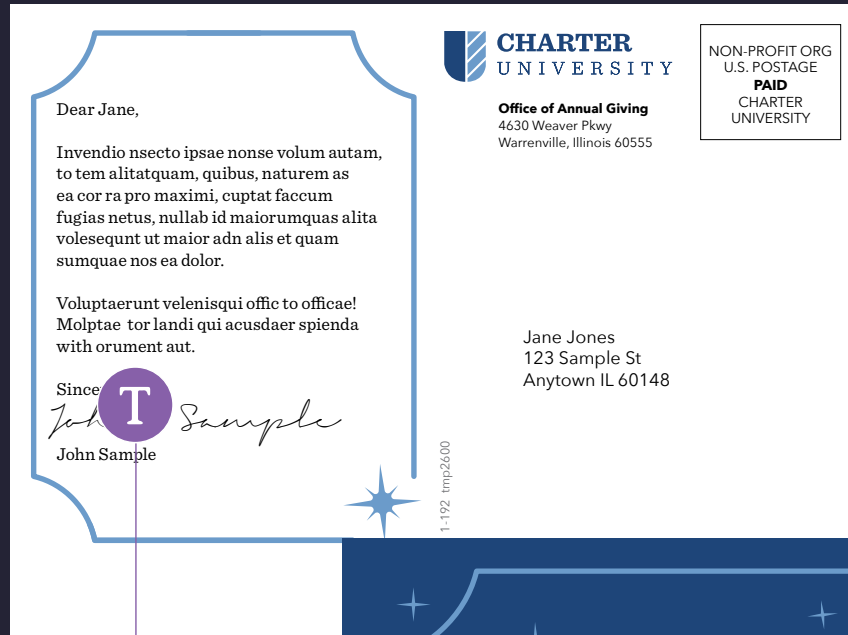 Dear Jane,
Invendio nsecto ipsae nonse volum autam,
to tem alitatquam, quibus, naturem as
ea cor ra pro maximi, cuptat faccum
fugias netus, nullab id maiorumquas alita
volesequnt ut maior adn alis et quam
sumquae nos ea dolor.
Voluptaerunt velenisqui offic to officae!
Molptae tor landi qui acusdaer spienda
with orument aut.
T
Sample
John Sample
CHARTER
UNIVERSITY
Office of Annual Giving
4630 Weaver Pkwy
Warrenville, Illinois 60555
NON-PROFIT ORG
U.S. POSTAGE
PAID
CHARTER
UNIVERSITY
Jane Jones
123 Sample St
Anytown IL 60148
1-192 tmp2600